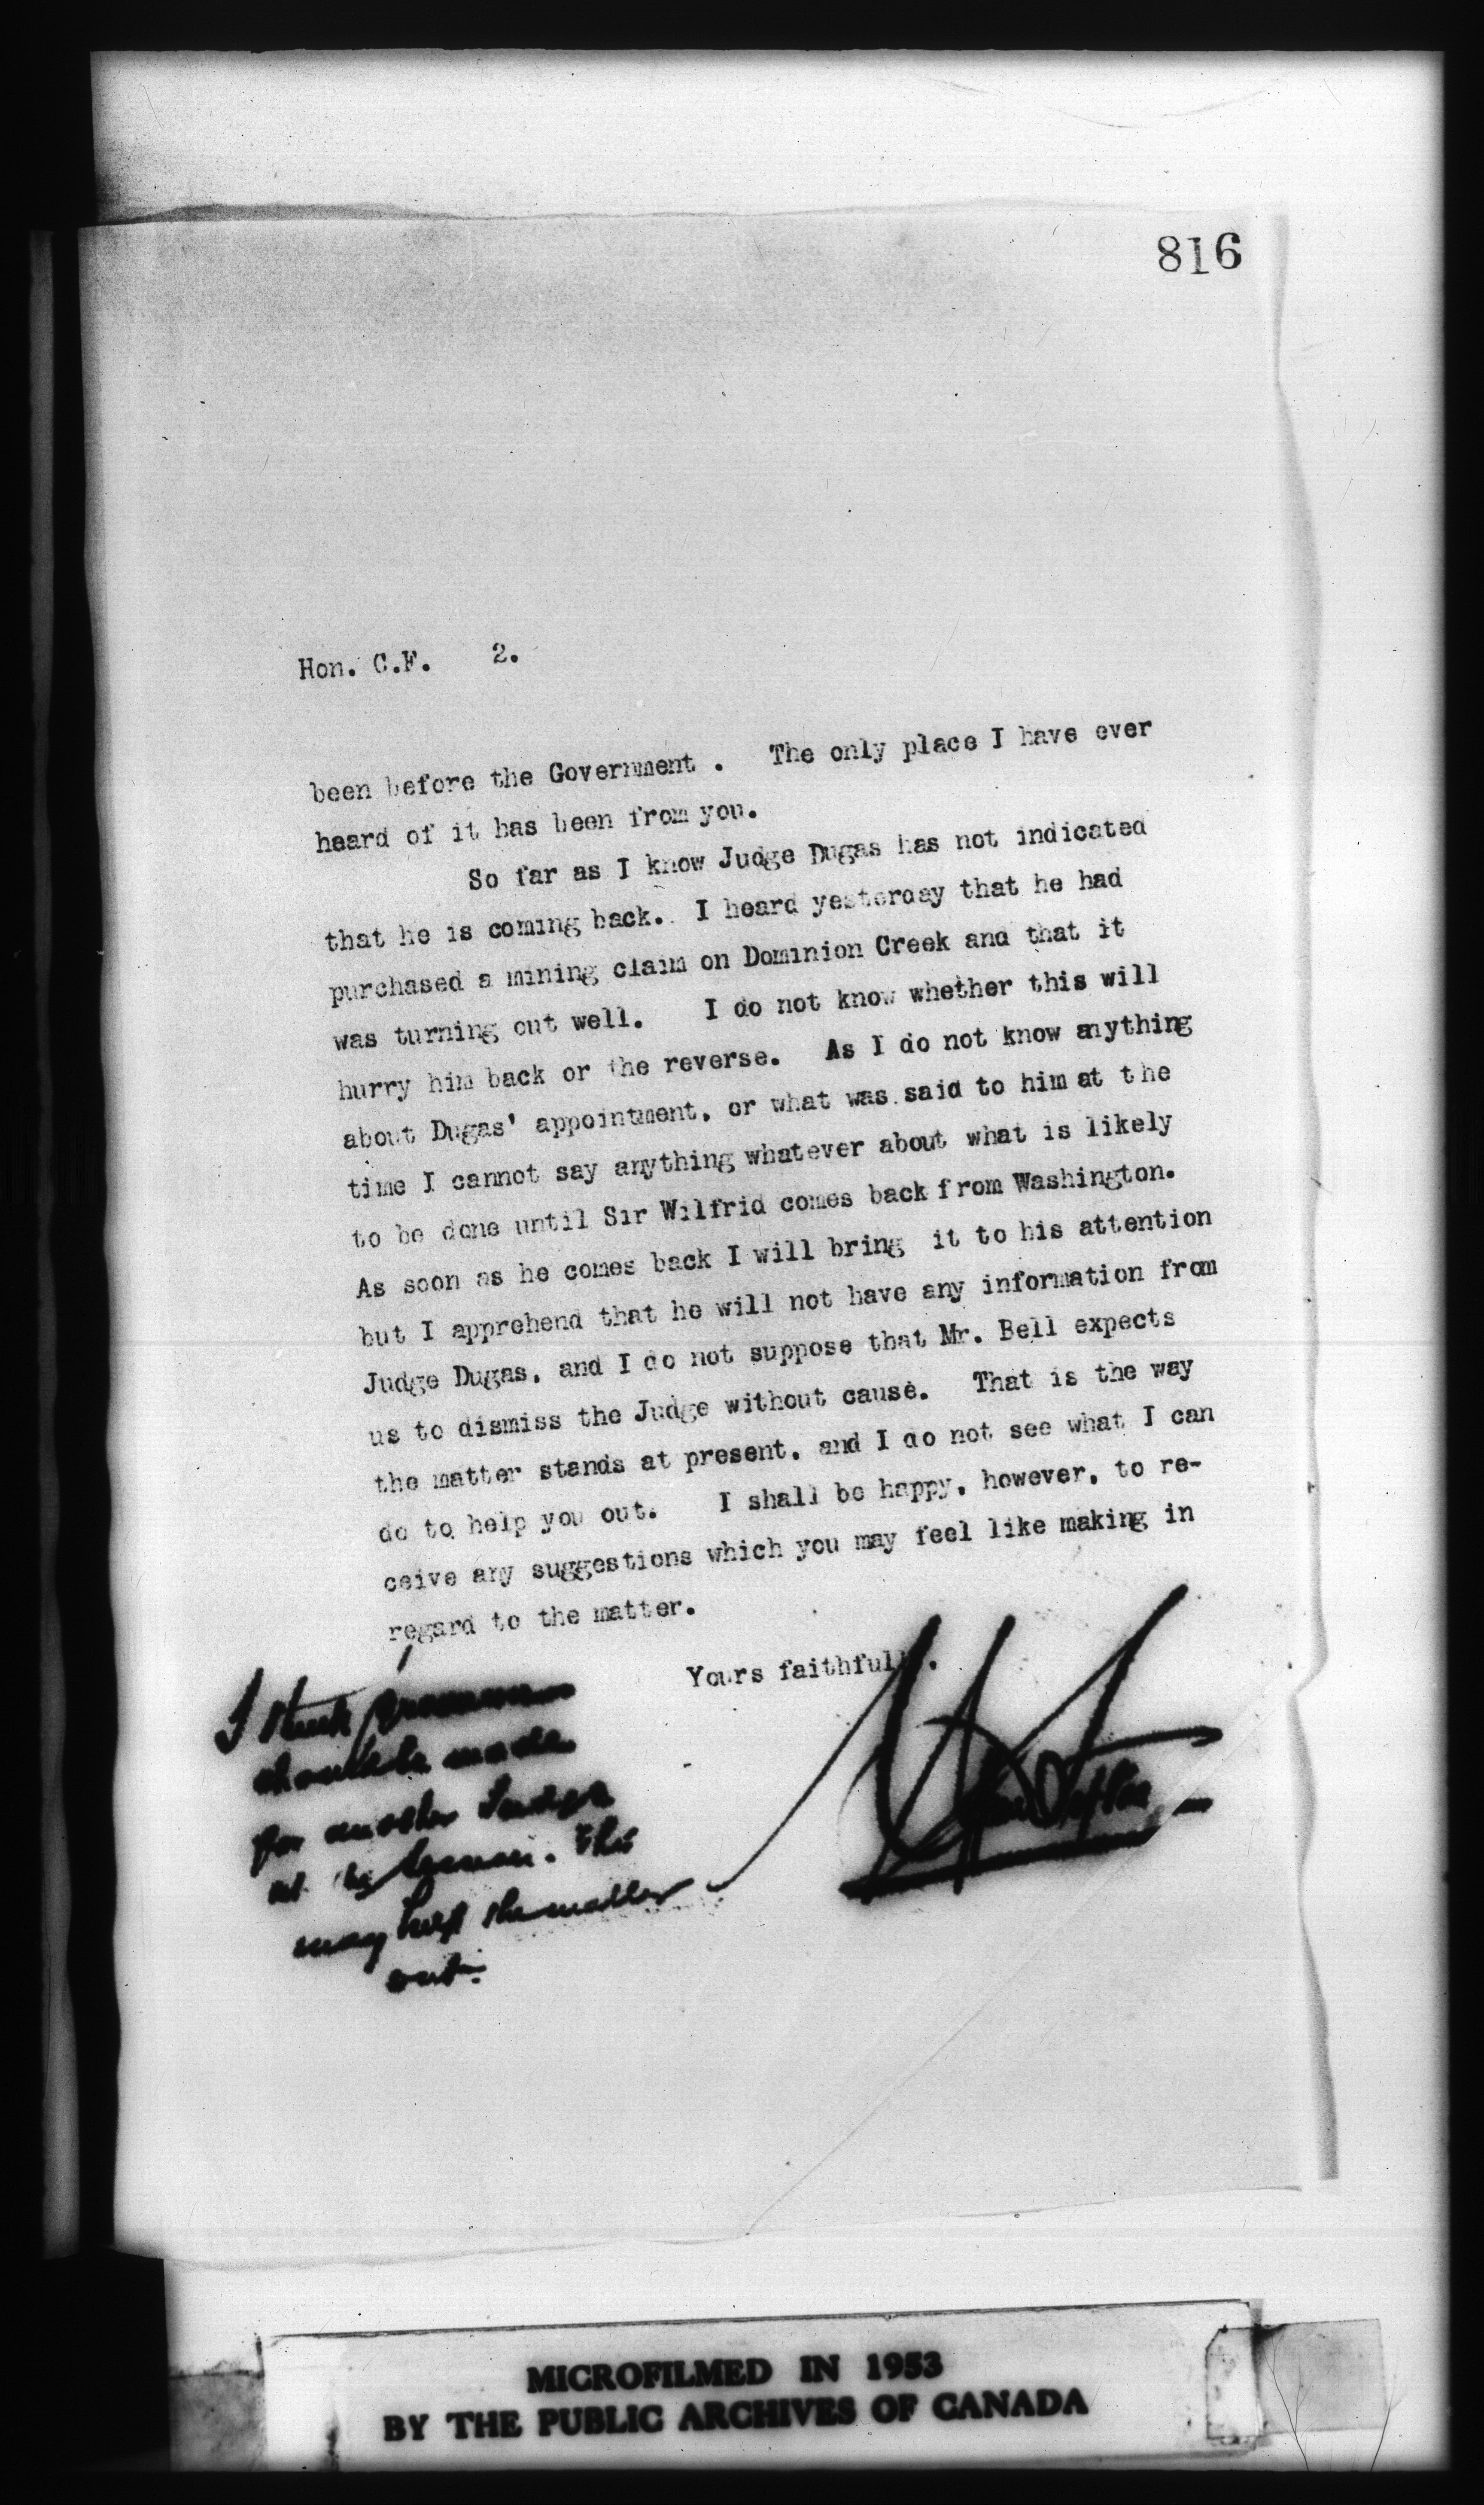 816
Hon. C.F. 2.
been before the Government . The only place I have ever
heard of it has been from you.
So far as I know Judge Dugas has not indicated
that he is coming back. I heard yesterday that he had
purchased a mining claim on Dominion Creek and that it
was turning out well. I do not know whether this will
hurry him back or the reverse. As I do not know anything
about Dugas' appointment, or what was said to him at the
time I cannot say anything whatever about what is likely
to be done until Sir Wilfrid comes back from Washington.
As soon as he comes back I will bring it to his attention
but I apprehend that he will not have any information from
Judge Dugas, and I do not suppose that Mr. Bell expects
us to dismiss the Judge without cause. That is the way
the matter stands at present, and I do not see what I can
do to help you out. I shall be happy, however, to re-
ceive any suggestions which you may feel like making in
regard to the matter.
Yours faithfully.
I think provision
should be made
for another Judge
at the. This
may help the matter
out.
MICROFILMED IN 1953
BY THE PUBLIC ARCHIVES OF CANADA